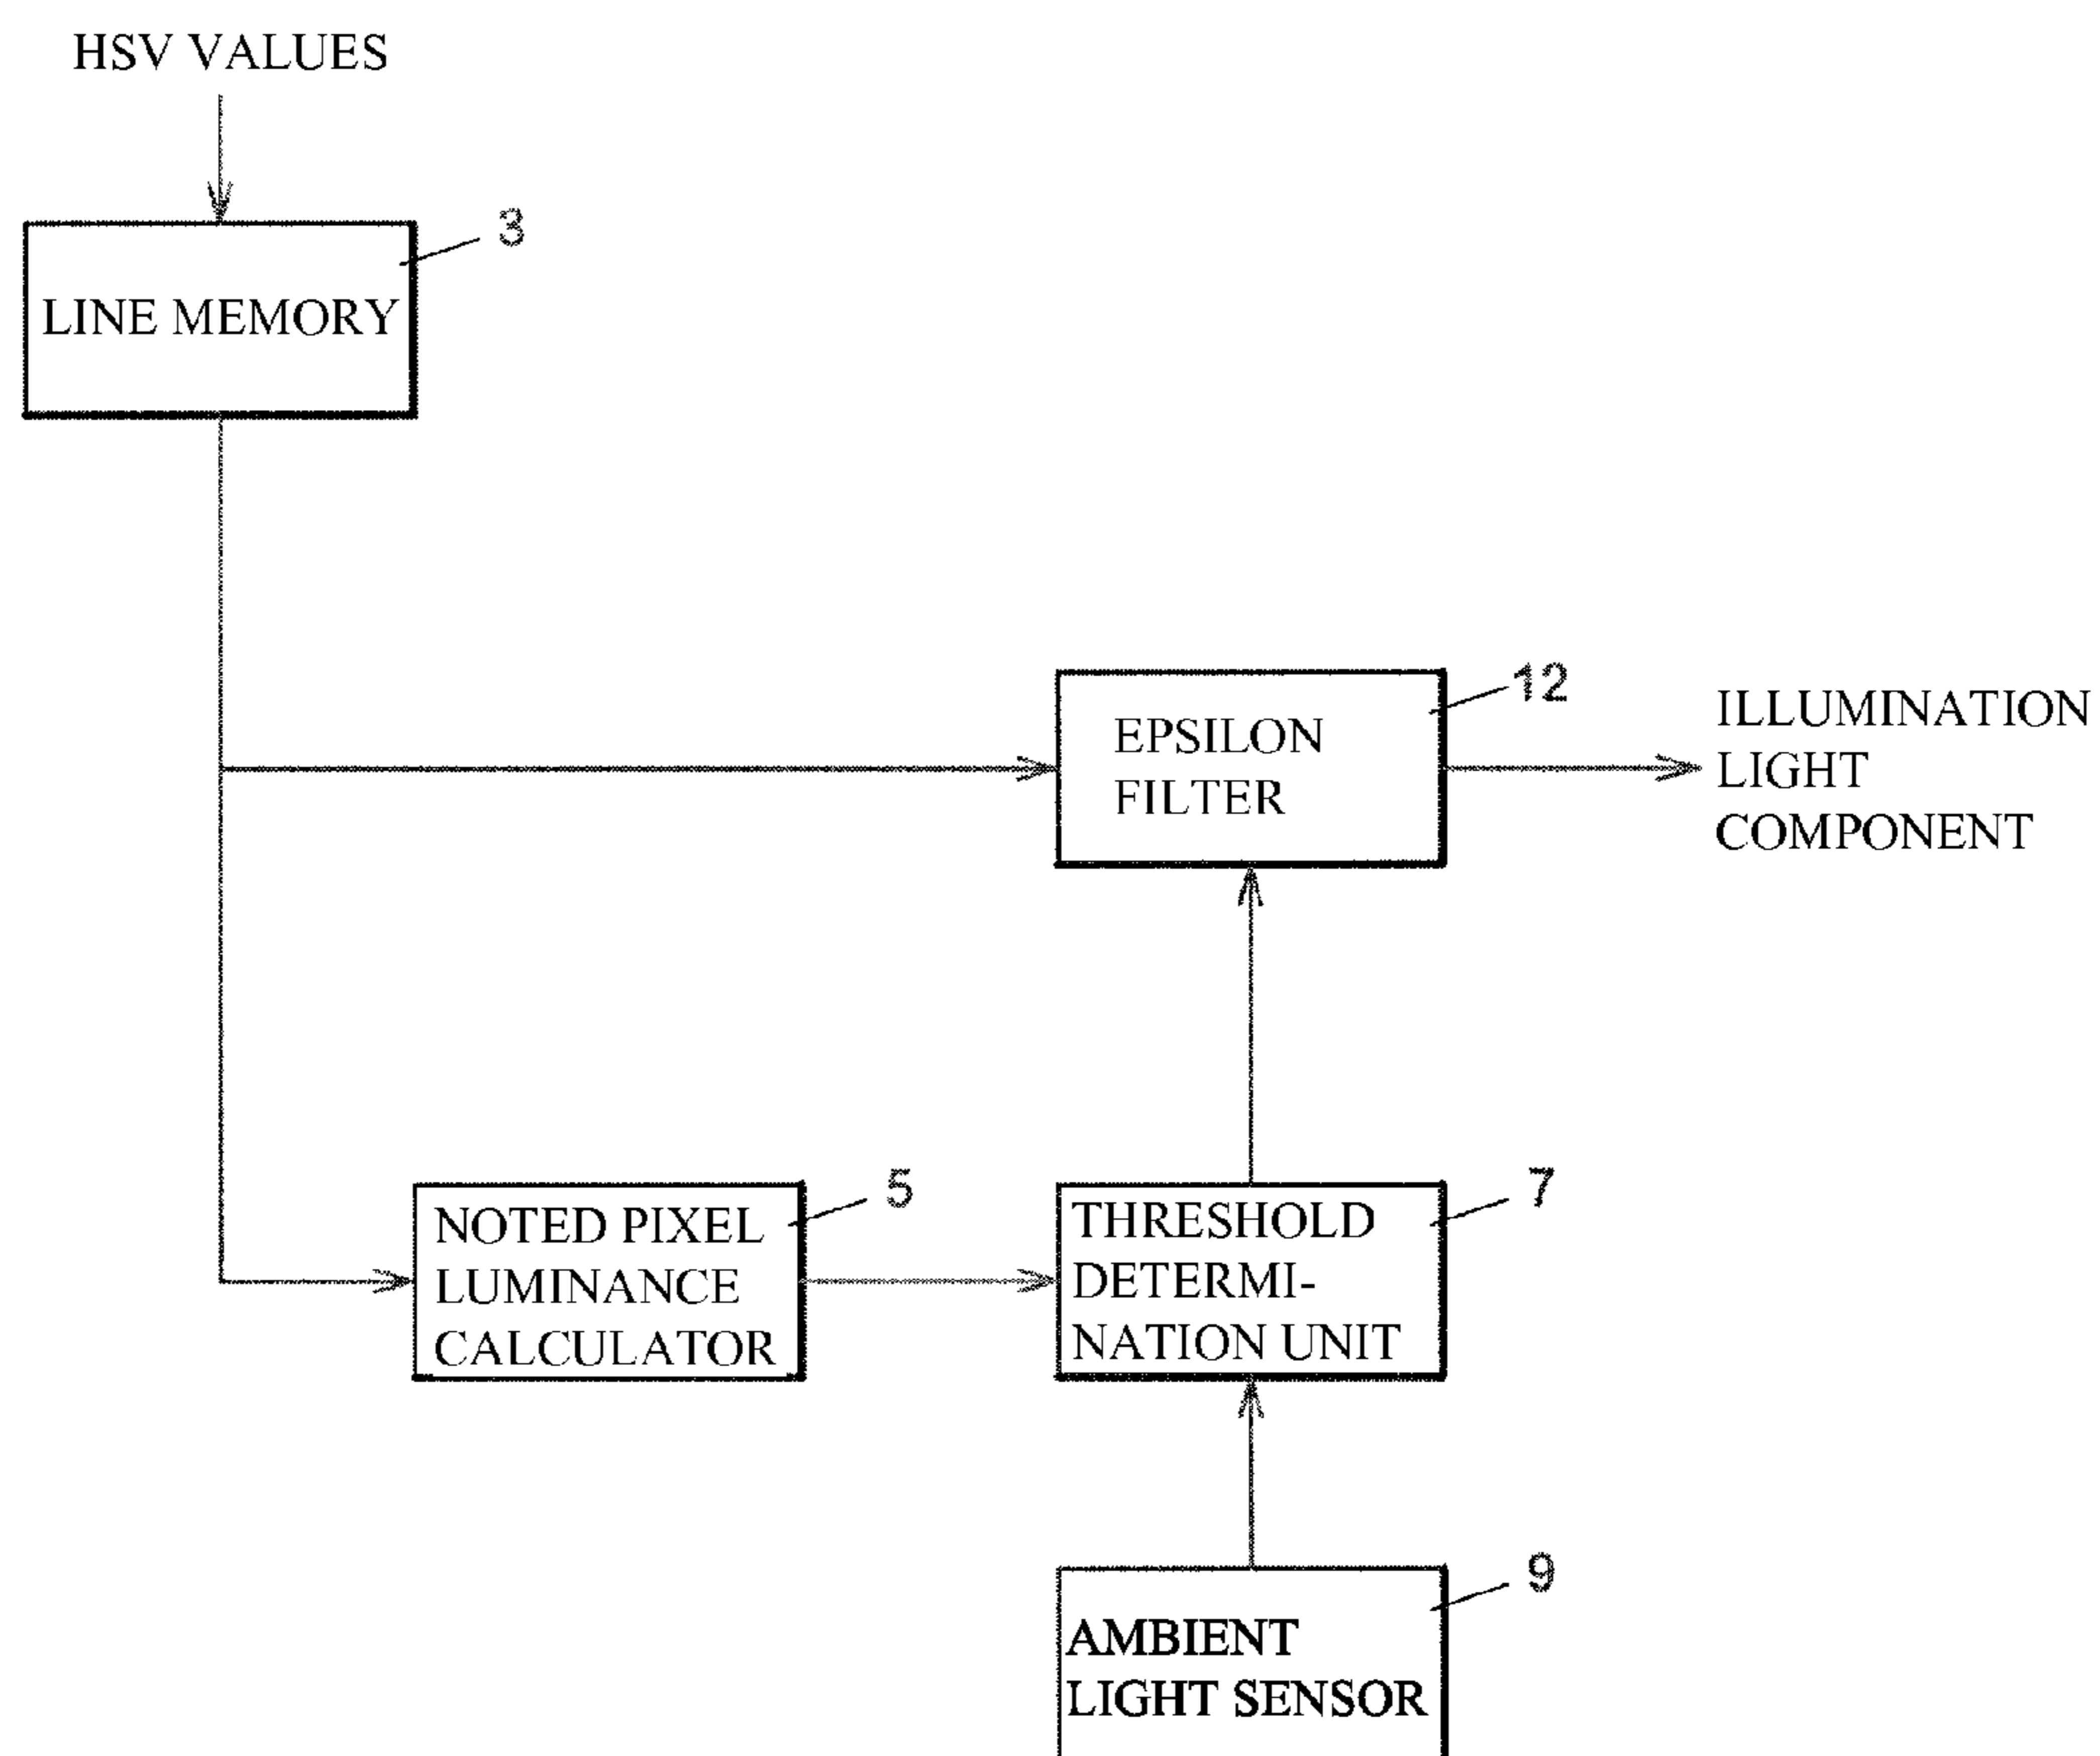 HSV VALUES
3
LINE MEMORY
12
EPSILON
FILTER
ILLUMINATION
LIGHT
COMPONENT
5
NOTED PIXEL
LUMINANCE
CALCULATOR
7
THRESHOLD
DETERMI-
NATION UNIT
9
AMBIENT
LIGHT SENSOR